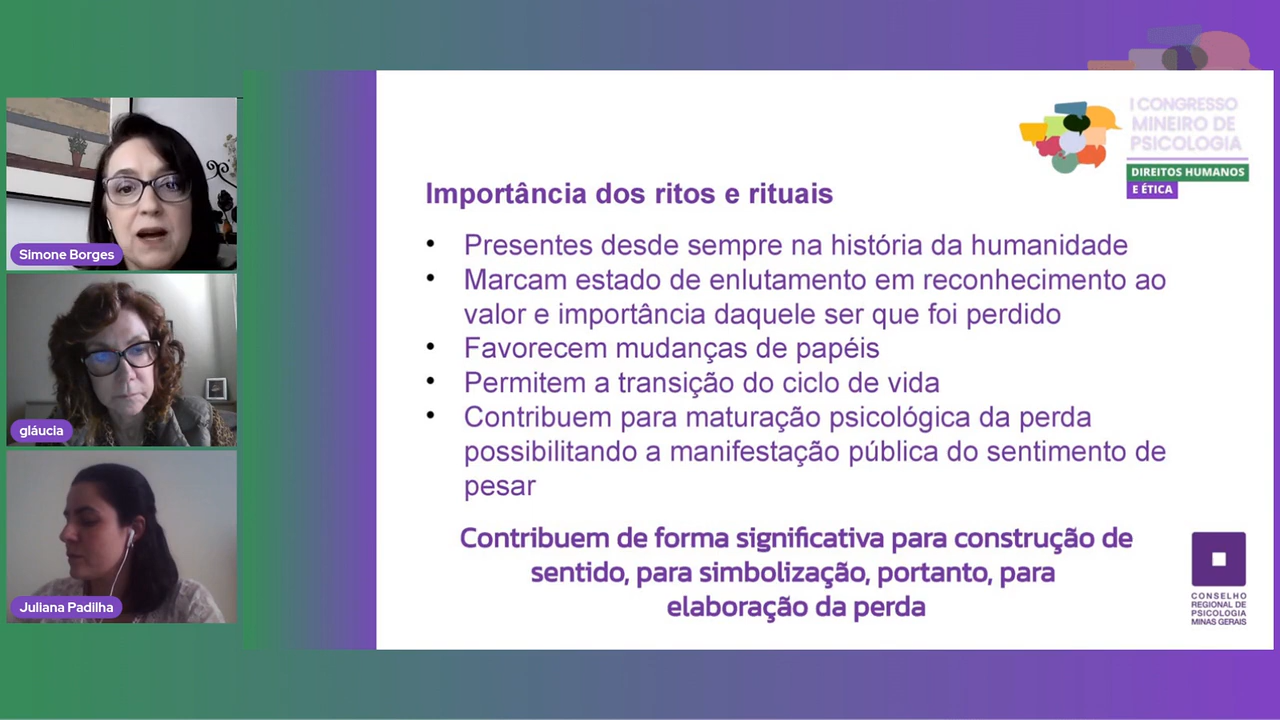 I CONGRESSO
MINEIRO DE
PSICOLOGIA
DIREITOS HUMANOS
E ÉTICA
Importância dos ritos e rituais
• Presentes desde sempre na história da humanidade
• Marcam estado de enlutamento em reconhecimento ao
valor e importância daquele ser que foi perdido
• Favorecem mudanças de papéis
• Permitem a transição do ciclo de vida
• Contribuem para maturação psicológica da perda
possibilitando a manifestação pública do sentimento de
pesar
Contribuem de forma significativa para construção de
sentido, para simbolização, portanto, para
elaboração da perda
CONSELHO
REGIONAL DE
PSICOLOGIA
MINAS GERAIS
Simone Borges
gláucia
Juliana Padilha